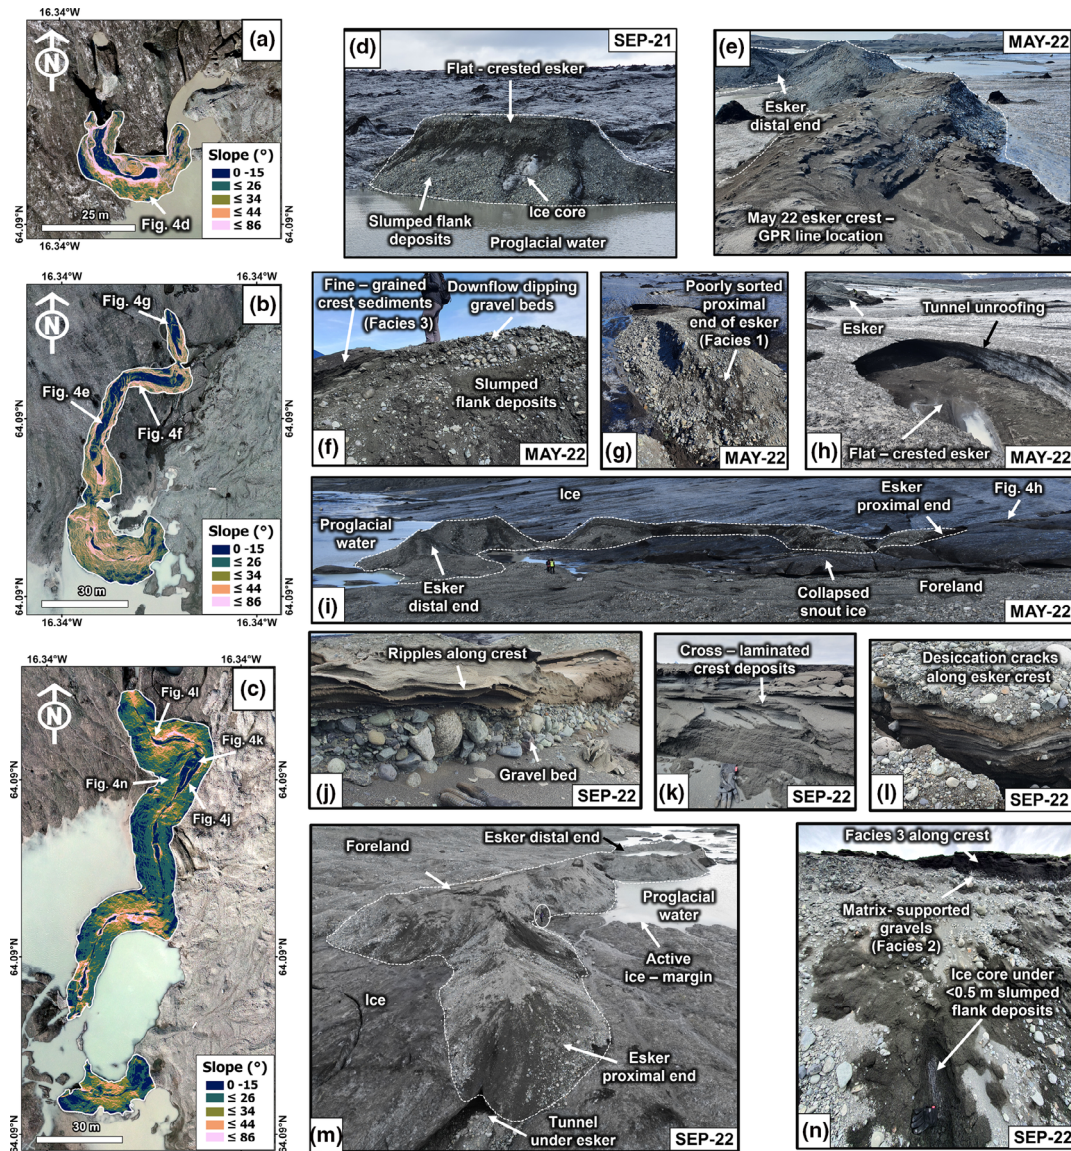 16.34°W
(a)
N
Slope (°)
0 -15
≤ 26
≤ 34
≤ 44
≤ 86
Fig. 4d
25 m
64.09°N
64.09°N
16.34°W
16.34°W
(b)
N
Fig. 4g
Fig. 4e
Fig. 4f
64.09°N
64.09°N
Slope (°)
0 -15
≤ 26
≤ 34
≤ 44
≤ 86
30 m
16.34°W
16.34°W
16.34°W
(c)
N
Fig. 4l
Fig. 4k
Fig. 4n
Fig. 4j
64.09°N
64.09°N
64.09°N
64.09°N
64.09°N
64.09°N
Slope (°)
0 -15
≤ 26
≤ 34
≤ 44
≤ 86
30 m
(d)
SEP-21
Flat - crested esker
Slumped flank
deposits
Ice core
Proglacial water
(e)
MAY-22
Esker
distal end
May 22 esker crest –
GPR line location
Fine – grained
crest sediments
(Facies 3)
Downflow dipping
gravel beds
Slumped
flank deposits
(f)
MAY-22
Poorly sorted
proximal
end of esker
(Facies 1)
(g)
MAY-22
Esker
Tunnel unroofing
(h)
Flat – crested esker
MAY-22
Proglacial
water
Ice
Esker
proximal end
Fig. 4h
Esker
distal end
Collapsed
snout ice
Foreland
(i)
MAY-22
Ripples along crest
Gravel bed
(j)
SEP-22
Cross – laminated
crest deposits
(k)
SEP-22
Desiccation cracks
along esker crest
(l)
SEP-22
Foreland
Esker distal end
Proglacial
water
Active
ice – margin
Ice
Esker
proximal end
Tunnel
under esker
(m)
SEP-22
Facies 3 along crest
Matrix- supported
gravels
(Facies 2)
Ice core under
<0.5 m slumped
flank deposits
(n)
SEP-22